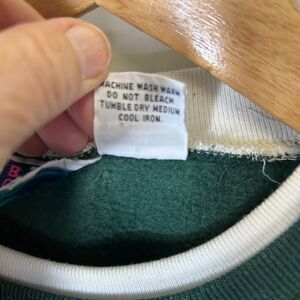 MACHINE WASH WARM
DO NOT BLEACH
TUMBLE DRY MEDIUM
COOL IRON.